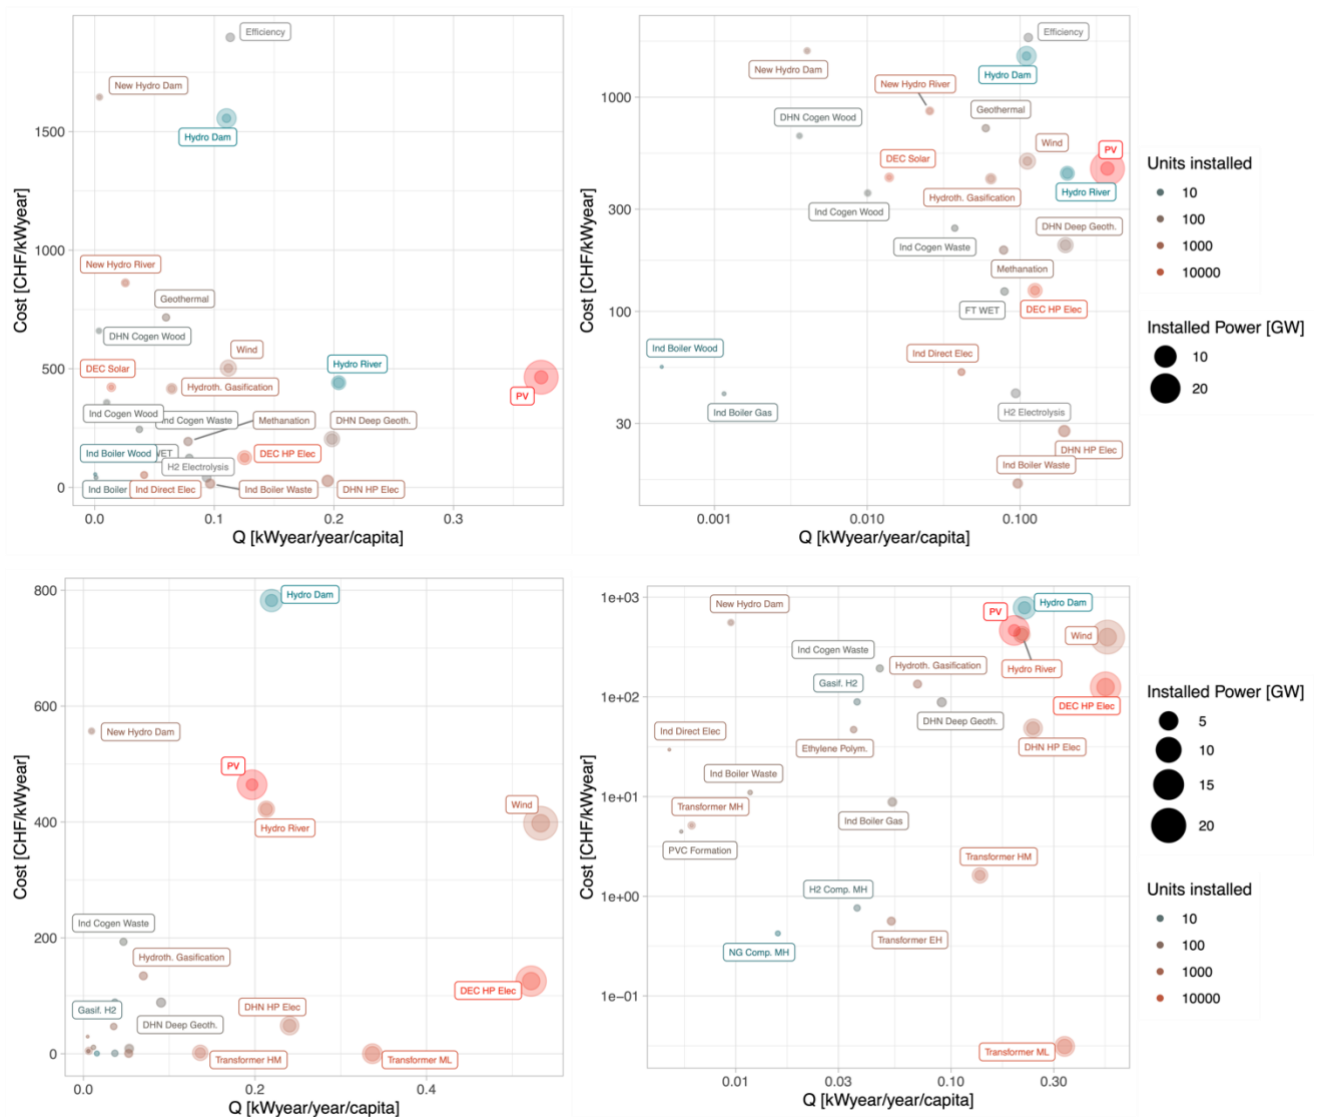 Efficiency
New Hydro Dam
Hydro Dam
New Hydro River
Geothermal
DHN Cogen Wood
Wind
DEC Solar
Hydro River
Hydroth. Gasification
PV
Ind Cogen Wood
Ind Cogen Waste
Methanation
DHN Deep Geoth.
Ind Boiler Wood
WET
DEC HP Elec
H2 Electrolysis
Ind Boiler
Ind Direct Elec
Ind Boiler Waste
DHN HP Elec
1500
1000
500
0
Cost [CHF/kWyear]
0.0
0.1
0.2
0.3
Q [kWyear/year/capita]
Efficiency
New Hydro Dam
Hydro Dam
New Hydro River
DHN Cogen Wood
Geothermal
Wind
PV
DEC Solar
Hydro River
Hydroth. Gasification
Ind Cogen Wood
DHN Deep Geoth.
Ind Cogen Waste
Methanation
FT WET
DEC HP Elec
Ind Boiler Wood
Ind Direct Elec
Ind Boiler Gas
H2 Electrolysis
DHN HP Elec
Ind Boiler Waste
1000
300
100
30
Cost [CHF/kWyear]
0.001
0.010
0.100
Q [kWyear/year/capita]
Units installed
10
100
1000
10000
Installed Power [GW]
10
20
Hydro Dam
New Hydro Dam
PV
Hydro River
Wind
Ind Cogen Waste
Hydroth. Gasification
DEC HP Elec
Gasif. H2
DHN HP Elec
DHN Deep Geoth.
Transformer HM
Transformer ML
800
600
400
200
0
Cost [CHF/kWyear]
0.0
0.2
0.4
Q [kWyear/year/capita]
New Hydro Dam
PV
Hydro Dam
Wind
Ind Cogen Waste
Hydroth. Gasification
Hydro River
Gasif. H2
DEC HP Elec
DHN Deep Geoth.
Ind Direct Elec
Ethylene Polym.
DHN HP Elec
Ind Boiler Waste
Transformer MH
Ind Boiler Gas
PVC Formation
Transformer HM
H2 Comp. MH
Transformer EH
NG Comp. MH
Transformer ML
1e+03
1e+02
1e+01
1e+00
1e-01
Cost [CHF/kWyear]
0.01
0.03
0.10
0.30
Q [kWyear/year/capita]
Installed Power [GW]
5
10
15
20
Units installed
10
100
1000
10000